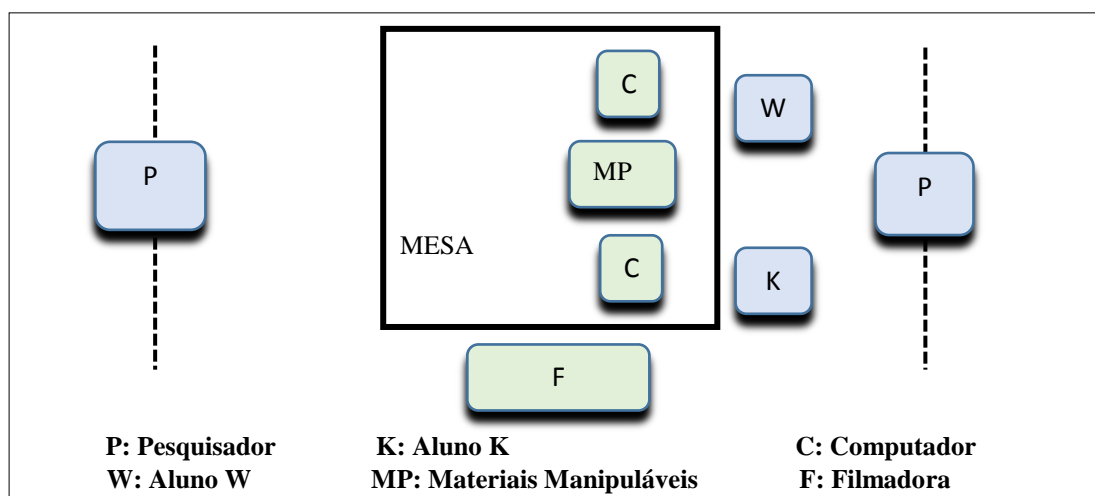 C
W
P
MP
P
MESA
C
K
F
P: Pesquisador K: Aluno K C: Computador
W: Aluno W MP: Materiais Manipuláveis F: Filmadora